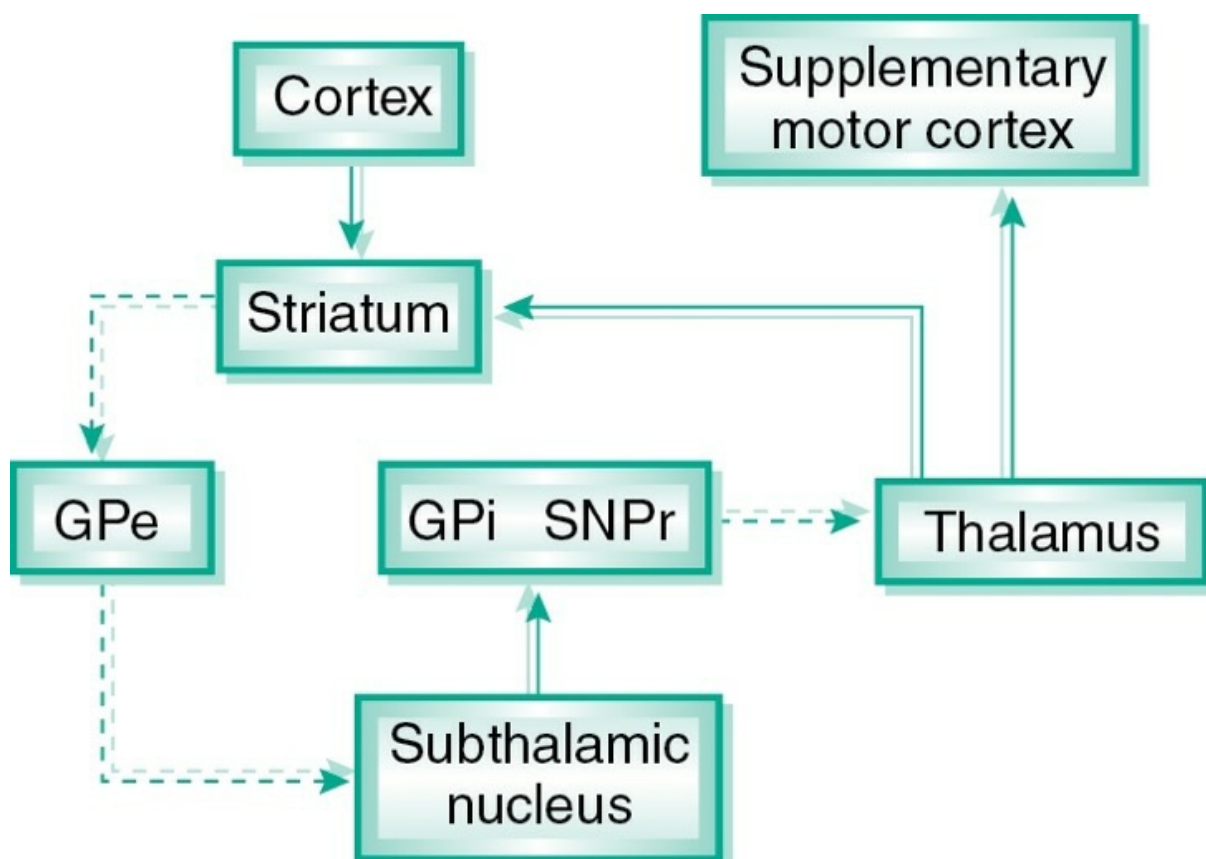 Cortex
Supplementary
motor cortex
Striatum
GPe
GPi SNPr
Thalamus
Subthalamic
nucleus